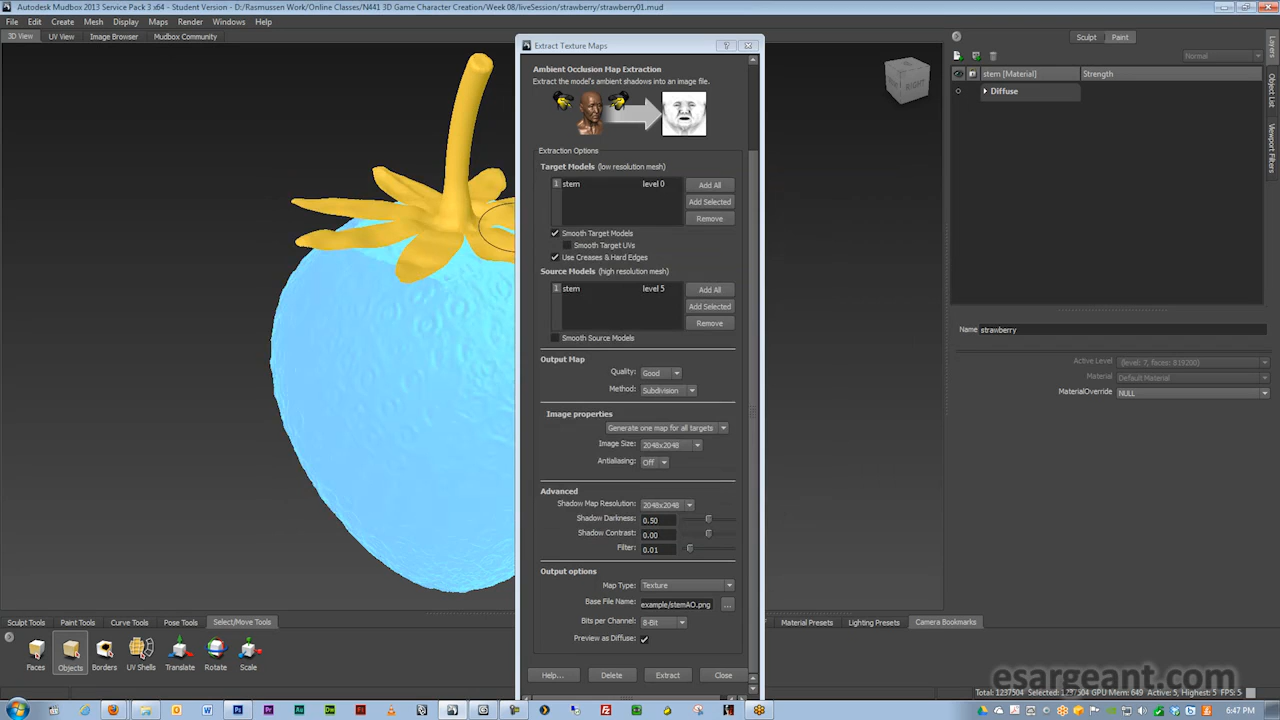 Autodesk Mudbox 2013 Service Pack 3 x64 - Student Version - D:/Rasmussen Work/Online Classes/N441 3D Game Character Creation/Week 08/liveSession/strawberry/strawberry01.mud
File Edit Create Mesh Display Maps Render Windows Help
3D View UV View Image Browser Mudbox Community
Extract Texture Maps
Sculpt Paint
Normal
Layers
Object List
Viewport Filters
stem [Material] Strength
Diffuse
RIGHT
Ambient Occlusion Map Extraction
Extract the model's ambient shadows into an image file.
Extraction Options
Target Models (low resolution mesh)
1 stem level 0
Add All
Add Selected
Remove
Smooth Target Models
Smooth Target UVs
Use Creases & Hard Edges
Source Models (high resolution mesh)
1 stem level 5
Add All
Add Selected
Remove
Smooth Source Models
Output Map
Quality: Good
Method: Subdivision
Image properties
Generate one map for all targets
Image Size: 2048x2048
Antialiasing: Off
Advanced
Shadow Map Resolution: 2048x2048
Shadow Darkness: 0.50
Shadow Contrast: 0.00
Filter: 0.01
Output options
Map Type: Texture
Base File Name: example/stemAO.png ...
Bits per Channel: 8-Bit
Preview as Diffuse:
Help... Delete Extract Close
Name strawberry
Active Level (level: 7, faces: 819200)
Material Default Material
MaterialOverride NULL
Sculpt Tools Paint Tools Curve Tools Pose Tools Select/Move Tools
Material Presets Lighting Presets Camera Bookmarks
Faces Objects Borders UV Shells Translate Rotate Scale
esargeant.com
Total: 1237504 Selected: 1237504 GPU Mem: 649 Active: 5, Highest: 5
6:47 PM